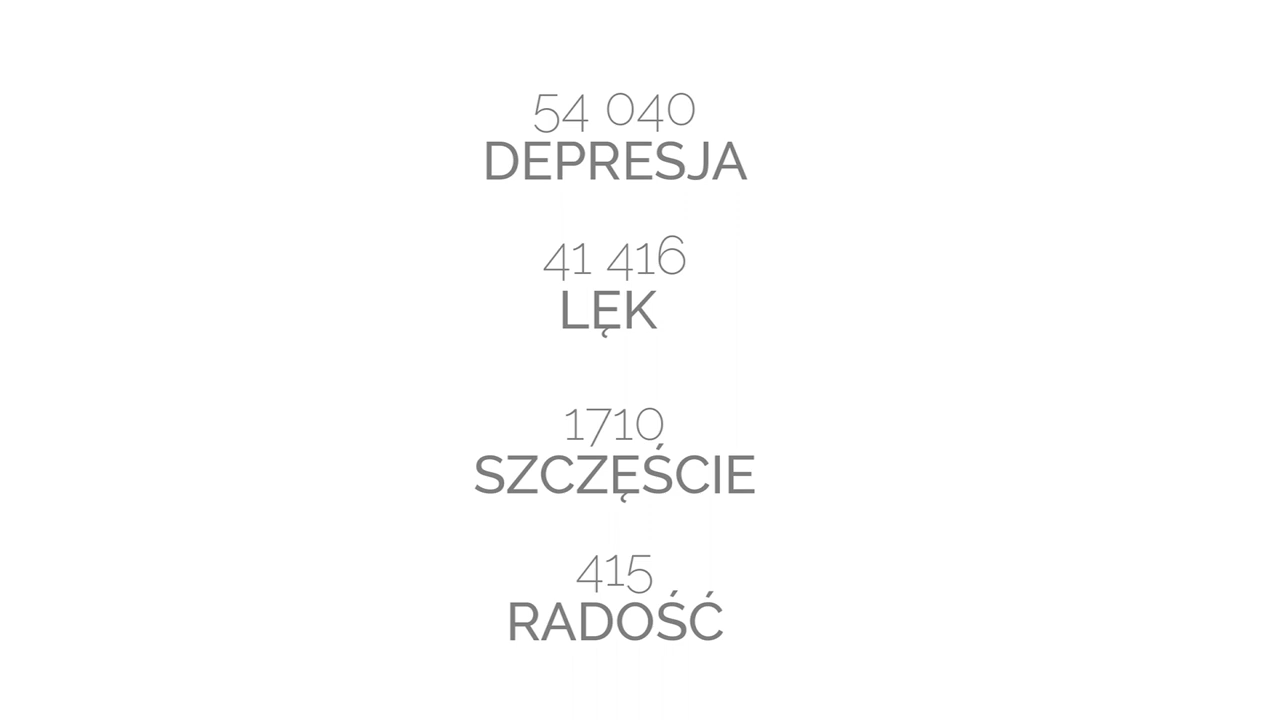 54 040
DEPRESJA
41 416
LĘK
1710
SZCZĘŚCIE
415
RADOŚĆ